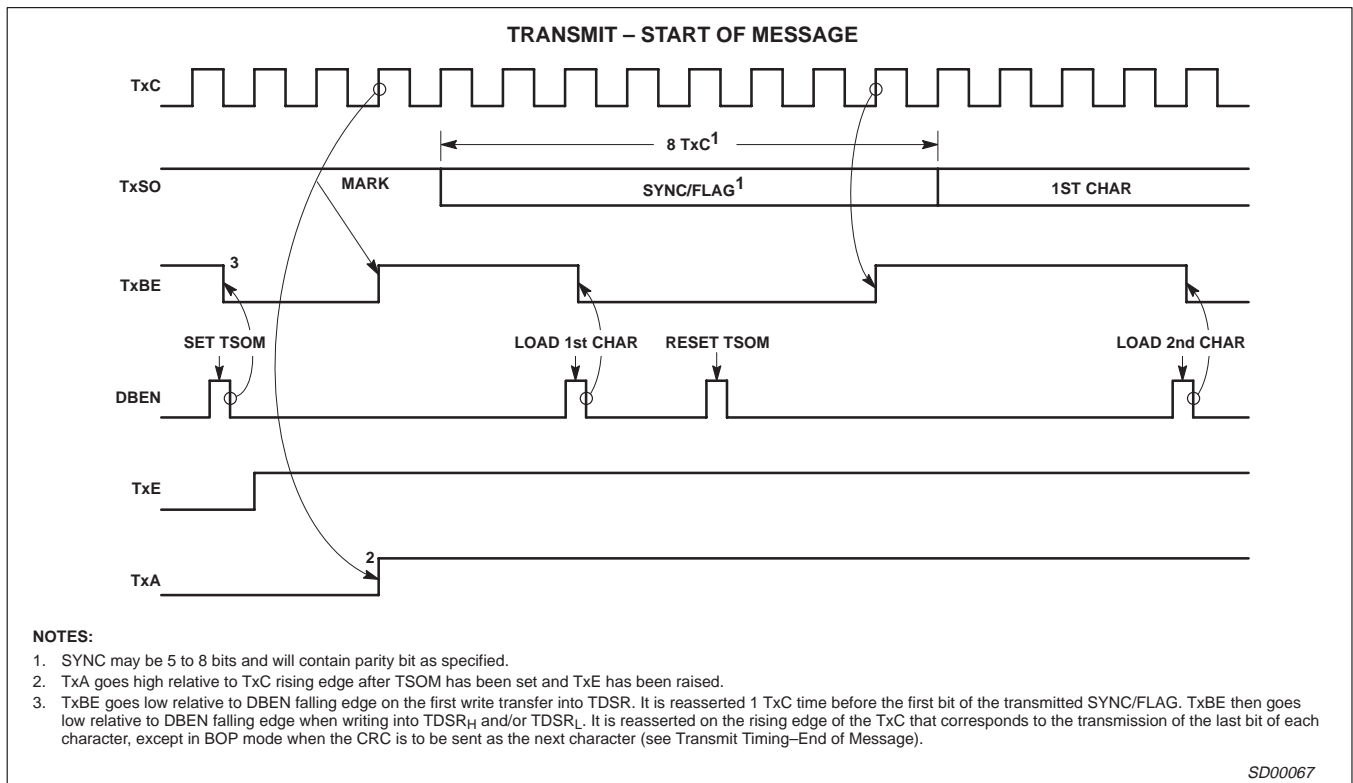 TRANSMIT – START OF MESSAGE
TxC
8 TxC1
TxSO
MARK
SYNC/FLAG1
1ST CHAR
3
TxBE
SET TSOM
LOAD 1st CHAR
RESET TSOM
LOAD 2nd CHAR
DBEN
TxE
2
TxA
NOTES:
1. SYNC may be 5 to 8 bits and will contain parity bit as specified.
2. TxA goes high relative to TxC rising edge after TSOM has been set and TxE has been raised.
3. TxBE goes low relative to DBEN falling edge on the first write transfer into TDSR. It is reasserted 1 TxC time before the first bit of the transmitted SYNC/FLAG. TxBE then goes
low relative to DBEN falling edge when writing into TDSRH and/or TDSRL. It is reasserted on the rising edge of the TxC that corresponds to the transmission of the last bit of each
character, except in BOP mode when the CRC is to be sent as the next character (see Transmit Timing–End of Message).
SD00067